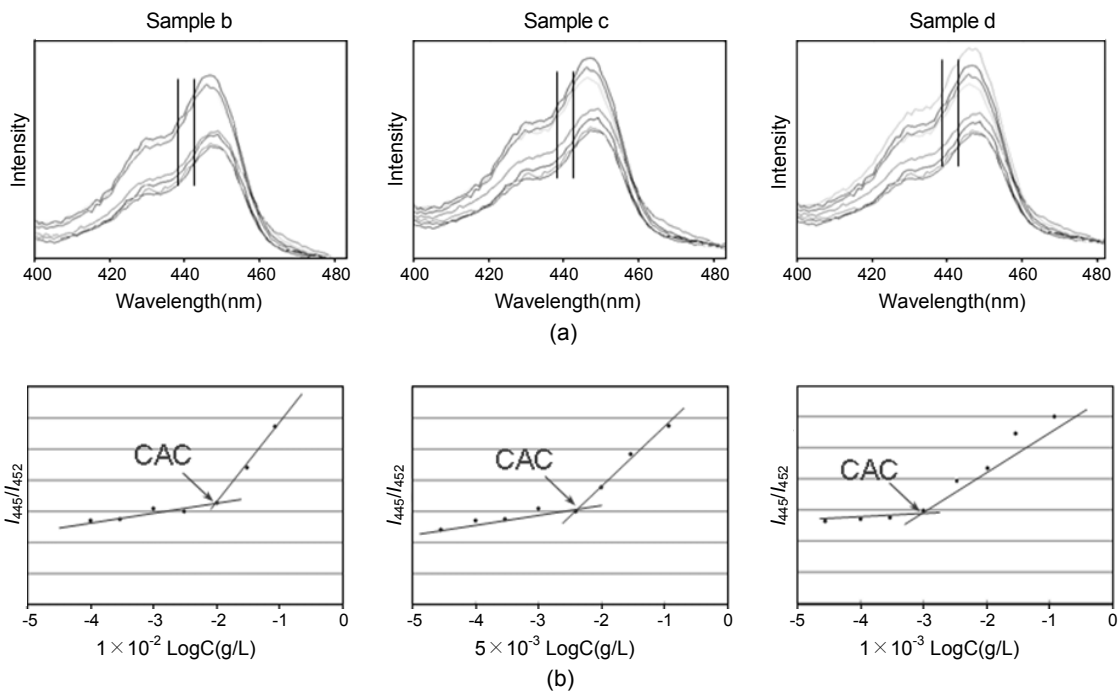 Sample b
Sample c
Sample d
Intensity
Intensity
Intensity
400 420 440 460 480
400 420 440 460 480
400 420 440 460 480
Wavelength(nm)
Wavelength(nm)
Wavelength(nm)
(a)
CAC
CAC
CAC
I445/I452
I445/I452
I445/I452
-5 -4 -3 -2 -1 0
-5 -4 -3 -2 -1 0
-5 -4 -3 -2 -1 0
1×10-2 LogC(g/L)
5×10-3 LogC(g/L)
1×10-3 LogC(g/L)
(b)